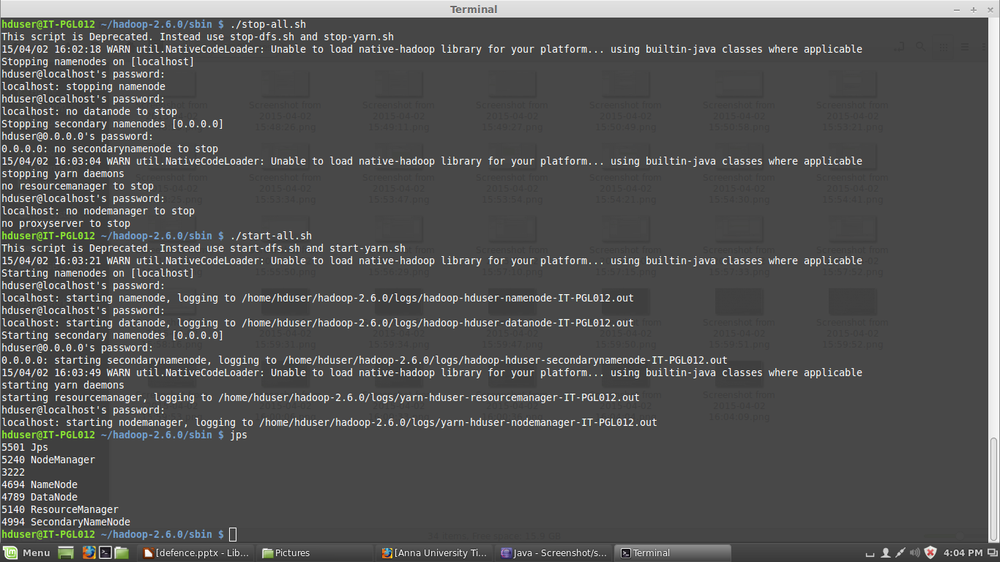 Terminal
hduser@IT-PGL012 ~/hadoop-2.6.0/sbin $ ./stop-all.sh
This script is Deprecated. Instead use stop-dfs.sh and stop-yarn.sh
15/04/02 16:02:18 WARN util.NativeCodeLoader: Unable to load native-hadoop library for your platform... using builtin-java classes where applicable
Stopping namenodes on [localhost]
hduser@localhost's password:
localhost: stopping namenode
hduser@localhost's password:
localhost: no datanode to stop
Stopping secondary namenodes [0.0.0.0]
hduser@0.0.0.0's password:
0.0.0.0: no secondarynamenode to stop
15/04/02 16:03:04 WARN util.NativeCodeLoader: Unable to load native-hadoop library for your platform... using builtin-java classes where applicable
stopping yarn daemons
no resourcemanager to stop
hduser@localhost's password:
localhost: no nodemanager to stop
no proxyserver to stop
hduser@IT-PGL012 ~/hadoop-2.6.0/sbin $ ./start-all.sh
This script is Deprecated. Instead use start-dfs.sh and start-yarn.sh
15/04/02 16:03:21 WARN util.NativeCodeLoader: Unable to load native-hadoop library for your platform... using builtin-java classes where applicable
Starting namenodes on [localhost]
hduser@localhost's password:
localhost: starting namenode, logging to /home/hduser/hadoop-2.6.0/logs/hadoop-hduser-namenode-IT-PGL012.out
hduser@localhost's password:
localhost: starting datanode, logging to /home/hduser/hadoop-2.6.0/logs/hadoop-hduser-datanode-IT-PGL012.out
Starting secondary namenodes [0.0.0.0]
hduser@0.0.0.0's password:
0.0.0.0: starting secondarynamenode, logging to /home/hduser/hadoop-2.6.0/logs/hadoop-hduser-secondarynamenode-IT-PGL012.out
15/04/02 16:03:49 WARN util.NativeCodeLoader: Unable to load native-hadoop library for your platform... using builtin-java classes where applicable
starting yarn daemons
starting resourcemanager, logging to /home/hduser/hadoop-2.6.0/logs/yarn-hduser-resourcemanager-IT-PGL012.out
hduser@localhost's password:
localhost: starting nodemanager, logging to /home/hduser/hadoop-2.6.0/logs/yarn-hduser-nodemanager-IT-PGL012.out
hduser@IT-PGL012 ~/hadoop-2.6.0/sbin $ jps
5501 Jps
5240 NodeManager
3222
4694 NameNode
4789 DataNode
5140 ResourceManager
4994 SecondaryNameNode
hduser@IT-PGL012 ~/hadoop-2.6.0/sbin $
Menu [defence.pptx - Lib... Pictures [Anna University Ti... Java - Screenshot/s... Terminal 4:04 PM